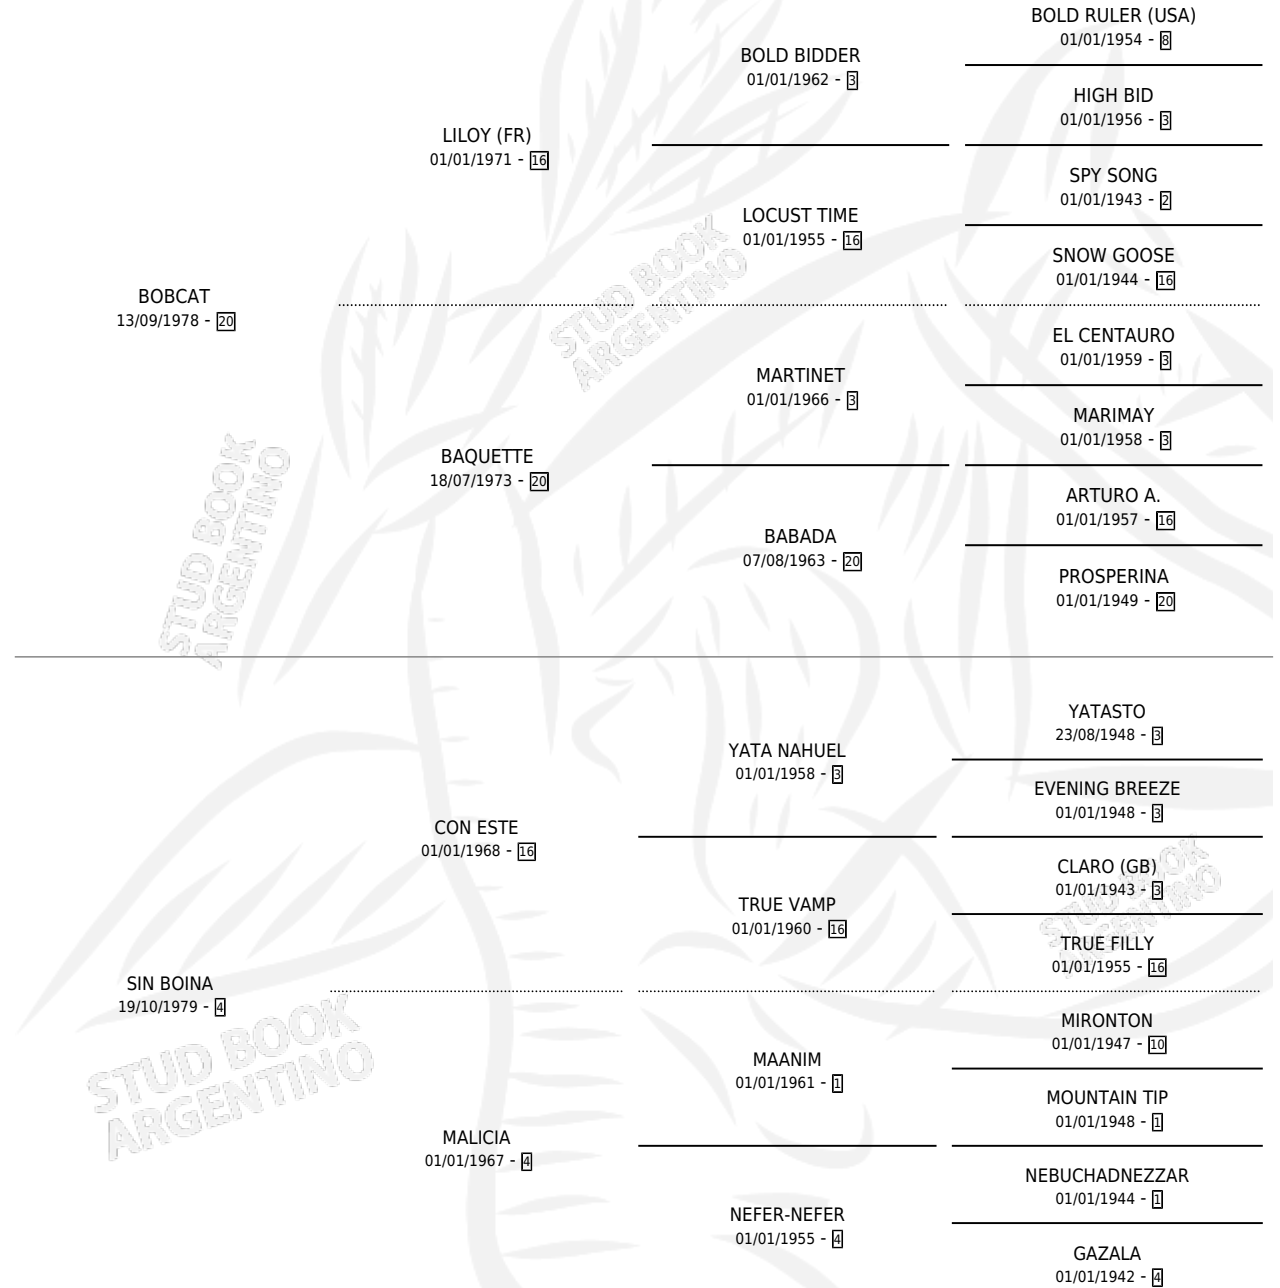 BOLD RULER (USA)
01/01/1954 - 8
BOLD BIDDER
01/01/1962 - 3
HIGH BID
01/01/1956 - 3
LILOY (FR)
01/01/1971 - 16
SPY SONG
01/01/1943 - 2
LOCUST TIME
01/01/1955 - 16
SNOW GOOSE
01/01/1944 - 16
BOBCAT
13/09/1978 - 20
STUD BOOK
ARGENTINO
EL CENTAURO
01/01/1959 - 3
MARTINET
01/01/1966 - 3
MARIMAY
01/01/1958 - 3
BAQUETTE
18/07/1973 - 20
ARTURO A.
01/01/1957 - 16
BABADA
07/08/1963 - 20
PROSPERINA
01/01/1949 - 20
STUD BOOK
ARGENTINO
YATASTO
23/08/1948 - 3
YATA NAHUEL
01/01/1958 - 3
EVENING BREEZE
01/01/1948 - 3
CON ESTE
01/01/1968 - 16
CLARO (GB)
01/01/1943 - 3
TRUE VAMP
01/01/1960 - 16
STUD BOOK
ARGENTINO
TRUE FILLY
01/01/1955 - 16
SIN BOINA
19/10/1979 - 4
STUD BOOK
ARGENTINO
MIRONTON
01/01/1947 - 10
MAANIM
01/01/1961 - 1
MOUNTAIN TIP
01/01/1948 - 1
MALICIA
01/01/1967 - 4
NEBUCHADNEZZAR
01/01/1944 - 1
NEFER-NEFER
01/01/1955 - 4
GAZALA
01/01/1942 - 4